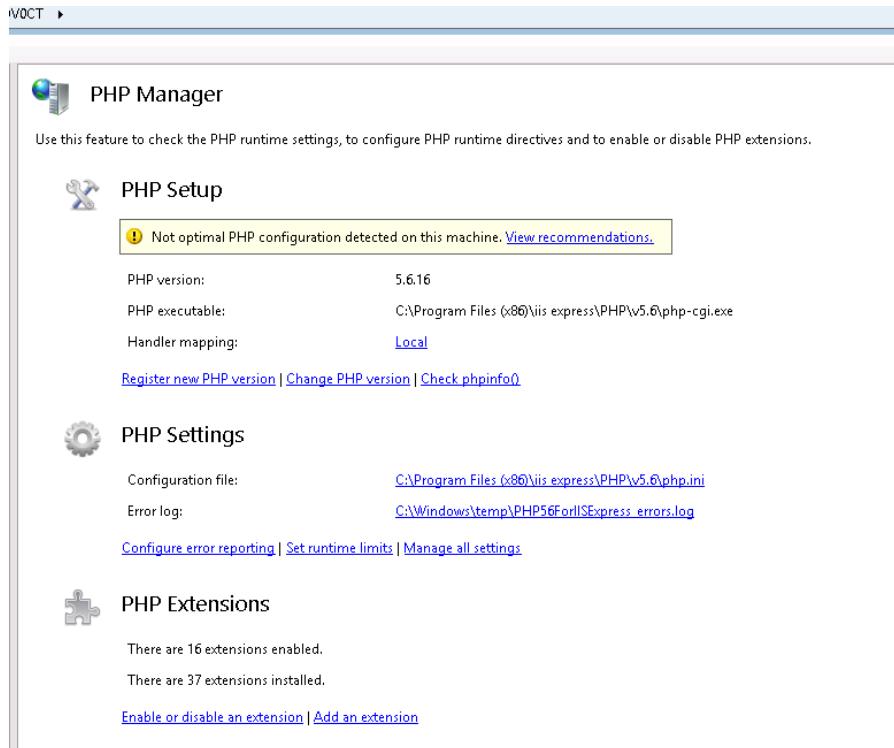 V0CT
PHP Manager
Use this feature to check the PHP runtime settings, to configure PHP runtime directives and to enable or disable PHP extensions.
PHP Setup
Not optimal PHP configuration detected on this machine. View recommendations.
PHP version: 5.6.16
PHP executable: C:\Program Files (x86)\iis express\PHP\v5.6\php-cgi.exe
Handler mapping: Local
Register new PHP version | Change PHP version | Check phpinfo()
PHP Settings
Configuration file: C:\Program Files (x86)\iis express\PHP\v5.6\php.ini
Error log: C:\Windows\temp\PHP56ForIISExpress_errors.log
Configure error reporting | Set runtime limits | Manage all settings
PHP Extensions
There are 16 extensions enabled.
There are 37 extensions installed.
Enable or disable an extension | Add an extension